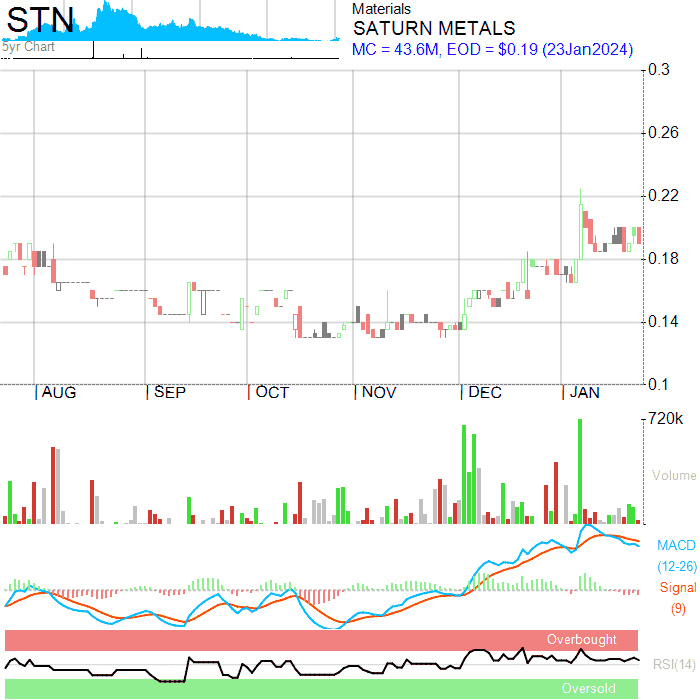 STN
5yr Chart
Materials
SATURN METALS
MC = 43.6M, EOD = $0.19 (23Jan2024)
0.3
0.26
0.22
0.18
0.14
0.1
AUG SEP OCT NOV DEC JAN
720k
Volume
MACD
(12-26)
Signal
(9)
Overbought
RSI(14)
Oversold